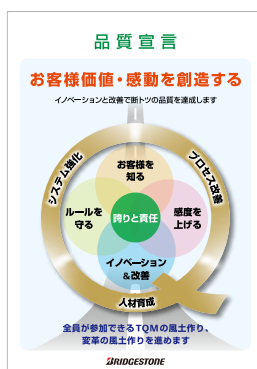 品質宣言
お客様価値・感動を創造する
イノベーションと改善で断トツの品質を達成します
システム強化
プロセス改善
お客様を
知る
ルールを
守る
誇りと責任
感度を
上げる
イノベーション
&改善
人材育成
全員が参加できるTQMの風土作り、
変革の風土作りを進めます
BRIDGESTONE